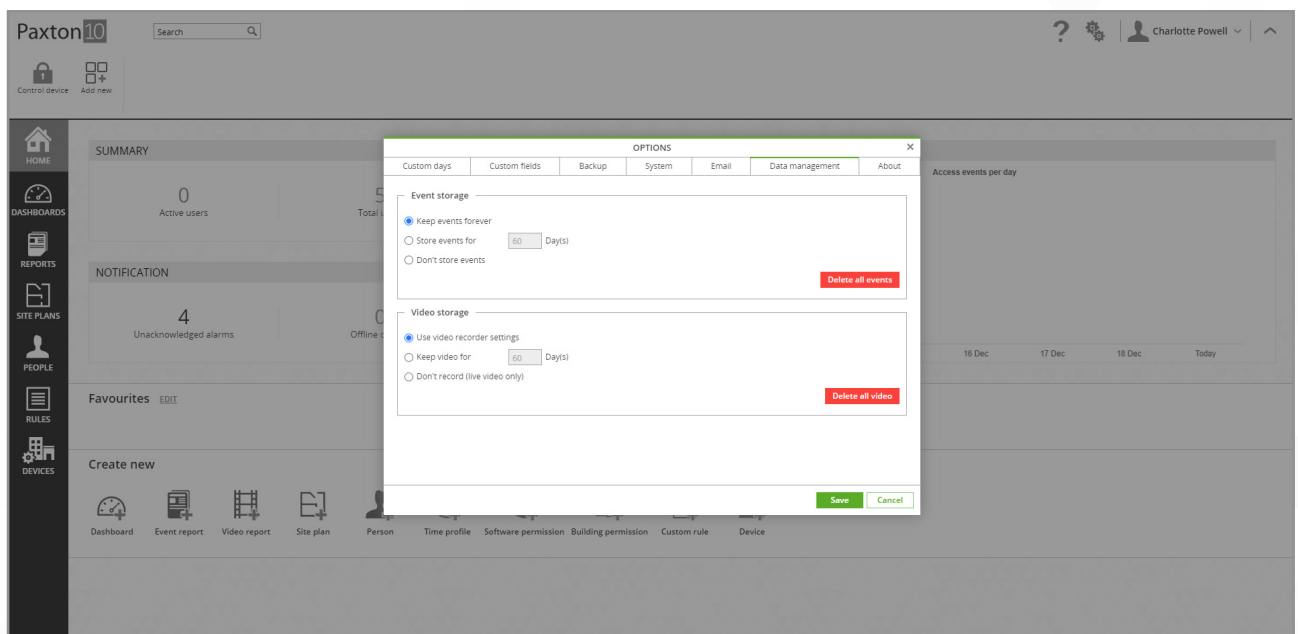 Paxton 10
Search
? Charlotte Powell
Control device Add new
HOME
DASHBOARDS
REPORTS
SITE PLANS
PEOPLE
RULES
DEVICES
SUMMARY
0
Active users
5
Total
NOTIFICATION
4
Unacknowledged alarms
Offline
Favourites EDIT
Create new
Dashboard Event report Video report Site plan Person Time profile Software permission Building permission Custom rule Device
OPTIONS ×
Custom days Custom fields Backup System Email Data management About
Event storage
Keep events forever
Store events for 60 Day(s)
Don't store events
Delete all events
Video storage
Use video recorder settings
Keep video for 60 Day(s)
Don't record (live video only)
Delete all video
Save Cancel
Access events per day
16 Dec 17 Dec 18 Dec Today